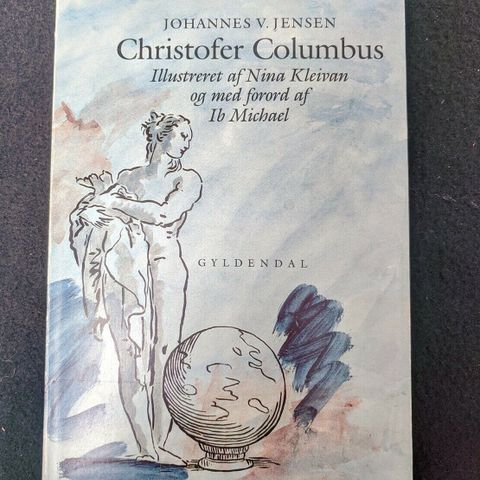 JOHANNES V. JENSEN
Christofer Columbus
Illustreret af Nina Kleivan
og med forord af
Ib Michael
GYLDENDAL